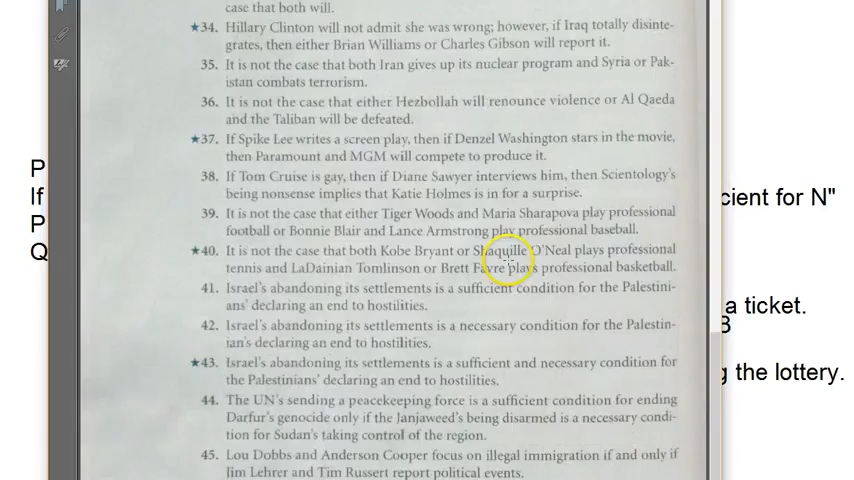 case that both will.
★34. Hillary Clinton will not admit she was wrong; however, if Iraq totally disinte-
grates, then either Brian Williams or Charles Gibson will report it.
35. It is not the case that both Iran gives up its nuclear program and Syria or Pak-
istan combats terrorism.
36. It is not the case that either Hezbollah will renounce violence or Al Qaeda
and the Taliban will be defeated.
★37. If Spike Lee writes a screen play, then if Denzel Washington stars in the movie,
then Paramount and MGM will compete to produce it.
38. If Tom Cruise is gay, then if Diane Sawyer interviews him, then Scientology's
being nonsense implies that Katie Holmes is in for a surprise.
39. It is not the case that either Tiger Woods and Maria Sharapova play professional
football or Bonnie Blair and Lance Armstrong play professional baseball.
★40. It is not the case that both Kobe Bryant or Shaquille O'Neal plays professional
tennis and LaDainian Tomlinson or Brett Favre plays professional basketball.
41. Israel's abandoning its settlements is a sufficient condition for the Palestini-
ans' declaring an end to hostilities.
42. Israel's abandoning its settlements is a necessary condition for the Palestin-
ian's declaring an end to hostilities.
★43. Israel's abandoning its settlements is a sufficient and necessary condition for
the Palestinians' declaring an end to hostilities.
44. The UN's sending a peacekeeping force is a sufficient condition for ending
Darfur's genocide only if the Janjaweed's being disarmed is a necessary condi-
tion for Sudan's taking control of the region.
45. Lou Dobbs and Anderson Cooper focus on illegal immigration if and only if
Jim Lehrer and Tim Russert report political events.
P
If
P
Q
cient for N"
a ticket.
the lottery.